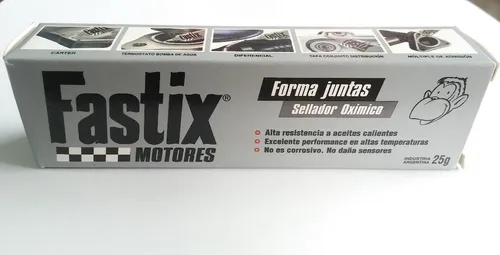 CARTER
TERMOSTATO BOMBA DE AGUA
DIFERENCIAL
TAPA CONJUNTO DISTRIBUCIÓN
MÚLTIPLE DE ADMISIÓN
Fastix®
MOTORES
Forma juntas
Sellador Oxímico
Alta resistencia a aceites calientes
Excelente performance en altas temperaturas
No es corrosivo. No daña sensores
INDUSTRIA
ARGENTINA 25g